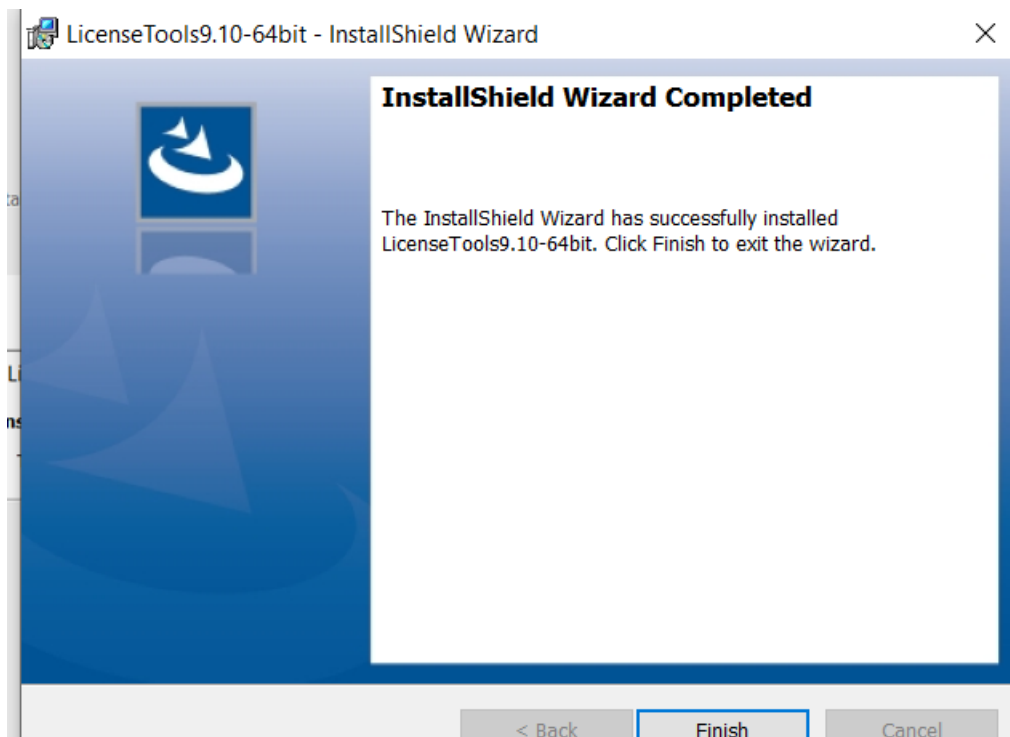 LicenseTools9.10-64bit - InstallShield Wizard
InstallShield Wizard Completed
The InstallShield Wizard has successfully installed
LicenseTools9.10-64bit. Click Finish to exit the wizard.
< Back
Finish
Cancel